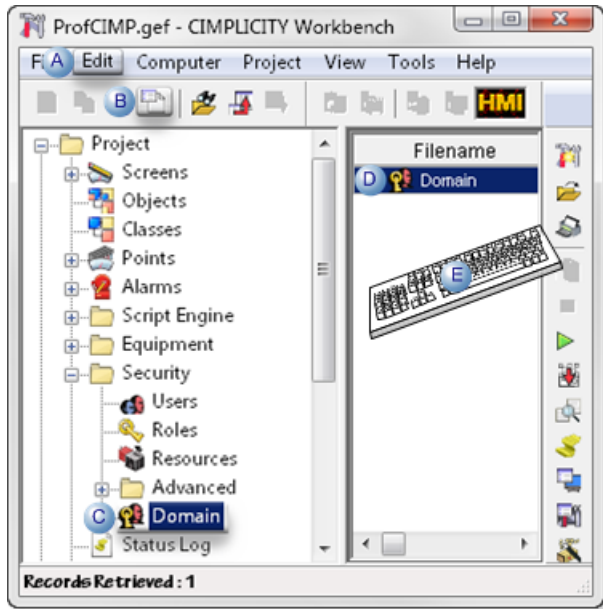 ProfCIMP.gef - CIMPLICITY Workbench
F A Edit Computer Project View Tools Help
B HMI
Project
Screens
Objects
Classes
Points
Alarms
Script Engine
Equipment
Security
Users
Roles
Resources
Advanced
C Domain
Status Log
Filename
D Domain
E
Records Retrieved : 1